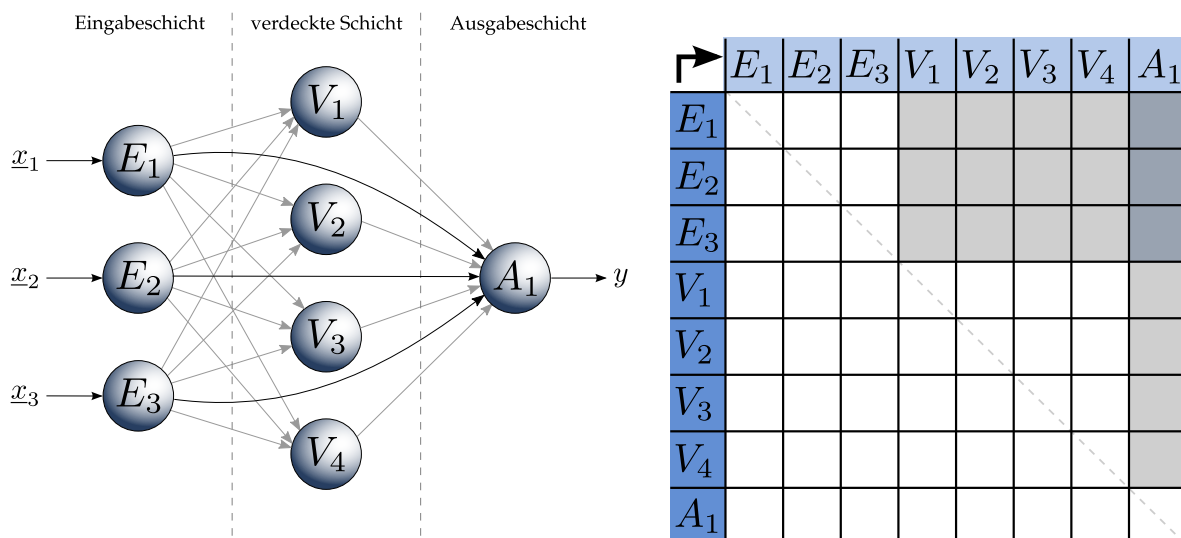 Eingabeschicht verdeckte Schicht Ausgabeschicht
V₁
x₁ E₁
V₂
x₂ E₂ A₁ y
V₃
x₃ E₃
V₄
E₁ E₂ E₃ V₁ V₂ V₃ V₄ A₁
E₁
E₂
E₃
V₁
V₂
V₃
V₄
A₁